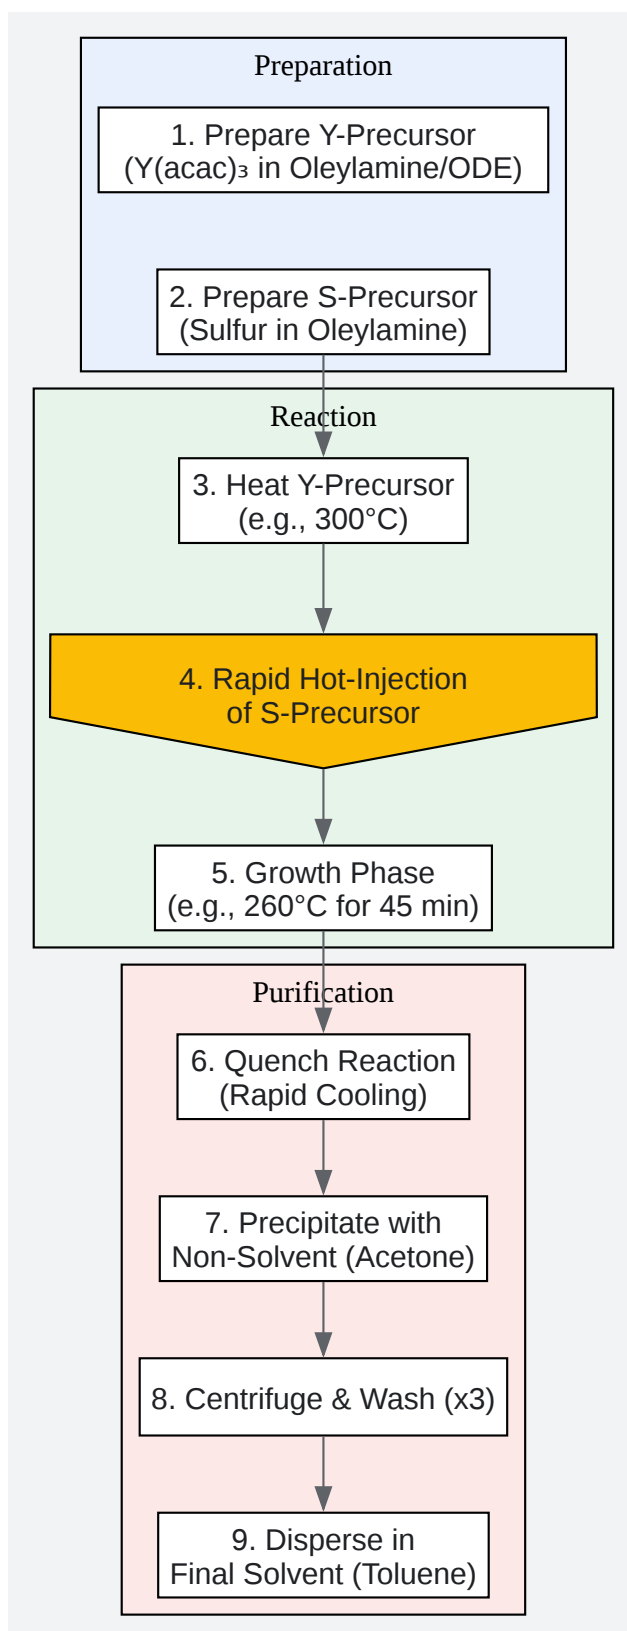 Preparation
1. Prepare Y-Precursor
(Y(acac)₃ in Oleylamine/ODE)
2. Prepare S-Precursor
(Sulfur in Oleylamine)
Reaction
3. Heat Y-Precursor
(e.g., 300°C)
4. Rapid Hot-Injection
of S-Precursor
5. Growth Phase
(e.g., 260°C for 45 min)
Purification
6. Quench Reaction
(Rapid Cooling)
7. Precipitate with
Non-Solvent (Acetone)
8. Centrifuge & Wash (x3)
9. Disperse in
Final Solvent (Toluene)